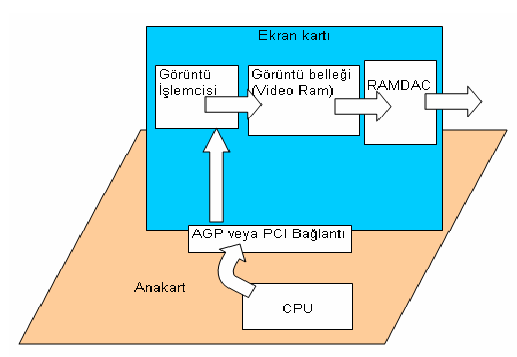 Ekran kartı
Görüntü
İşlemcisi
Görüntü belleği
(Video Ram)
RAMDAC
AGP veya PCI Bağlantı
Anakart
CPU